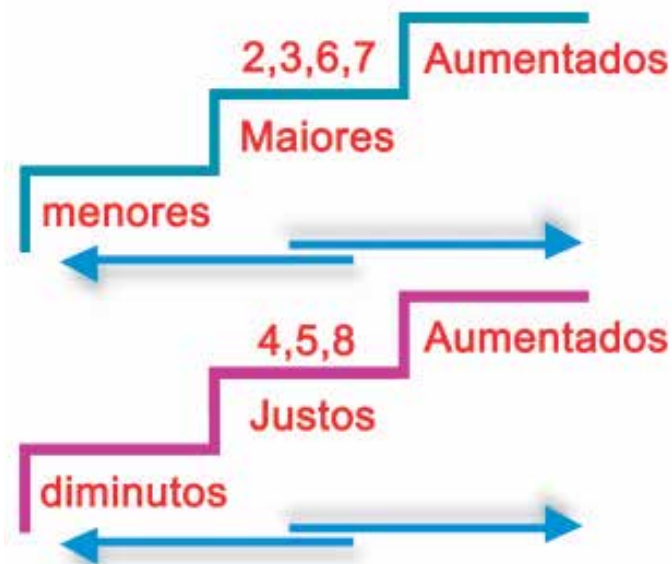 2,3,6,7 Aumentados
Maiores
menores
4,5,8 Aumentados
Justos
diminutos